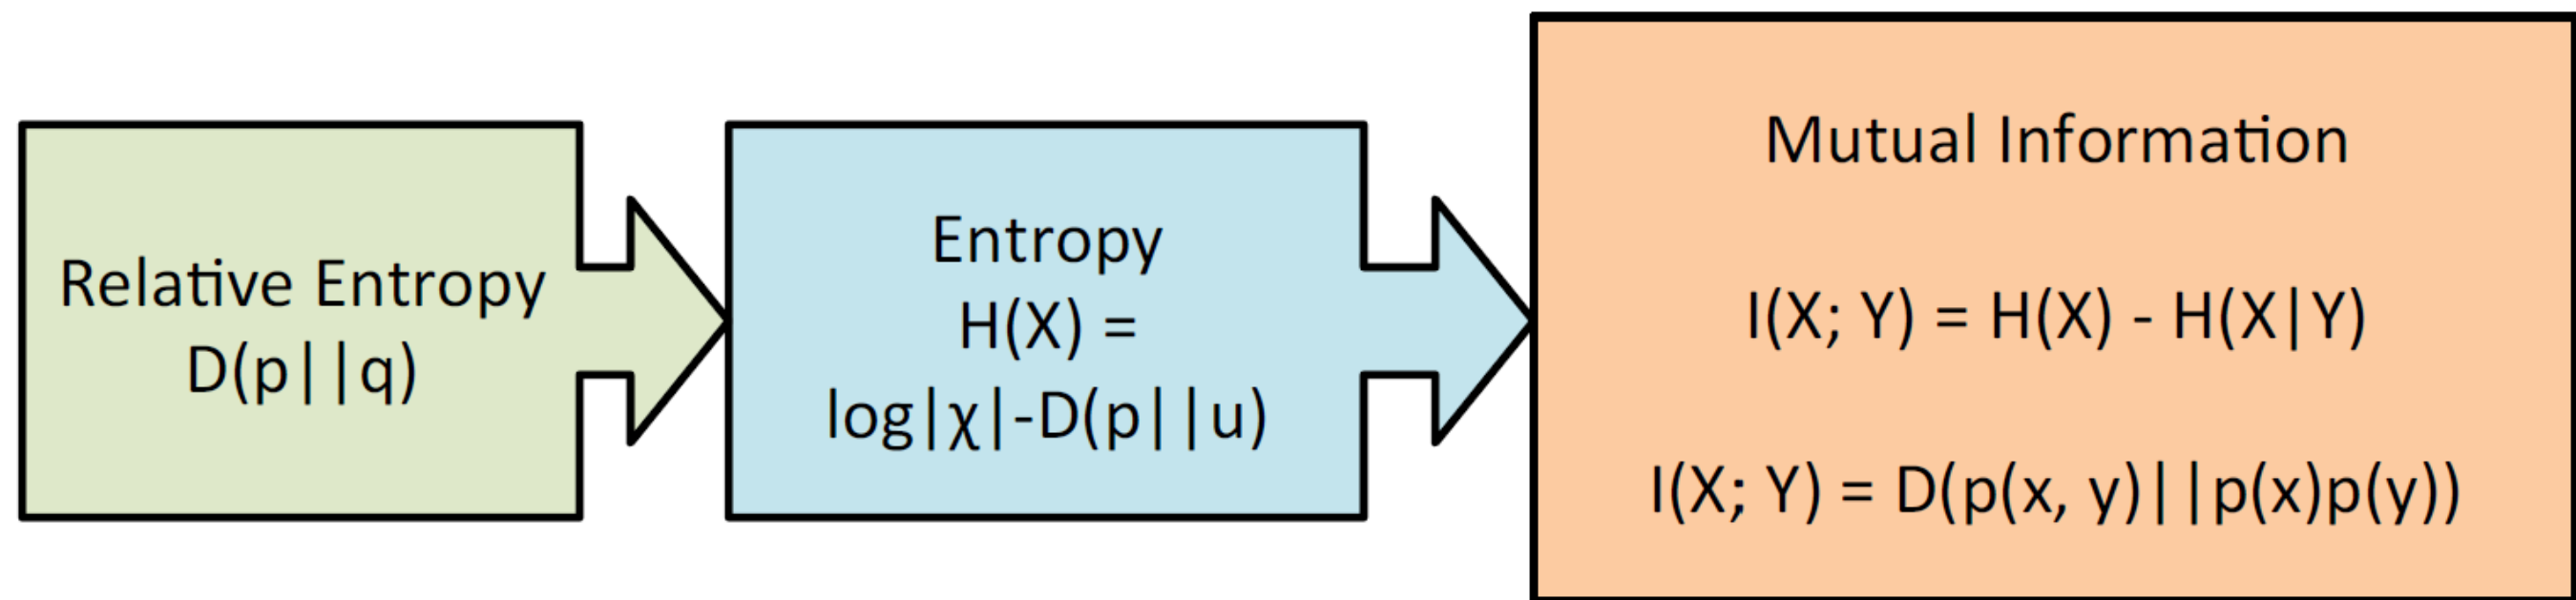 Relative Entropy
D(p||q)
Entropy
H(X) =
log|χ|-D(p||u)
Mutual Information
I(X; Y) = H(X) - H(X|Y)
I(X; Y) = D(p(x, y)||p(x)p(y))